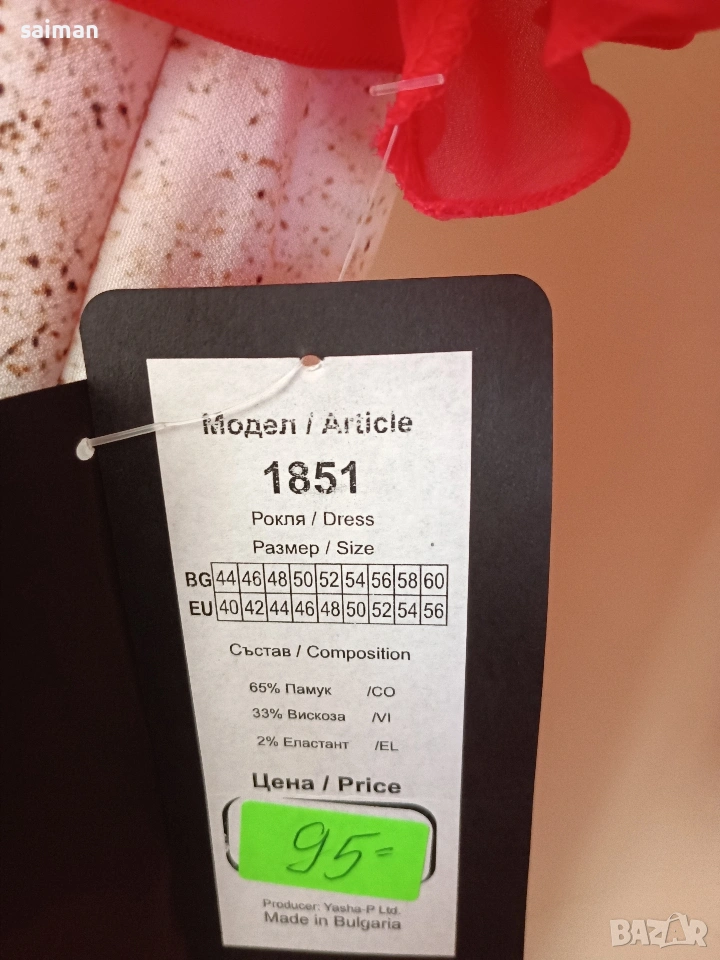 saiman
Модел / Article
1851
Рокля / Dress
Размер / Size
BG 44 46 48 50 52 54 56 58 60
EU 40 42 44 46 48 50 52 54 56
Състав / Composition
65% Памук /CO
33% Вискоза /VI
2% Еластант /EL
Цена / Price
95=
Producer: Yasha-P Ltd.
Made in Bulgaria
BAZAR